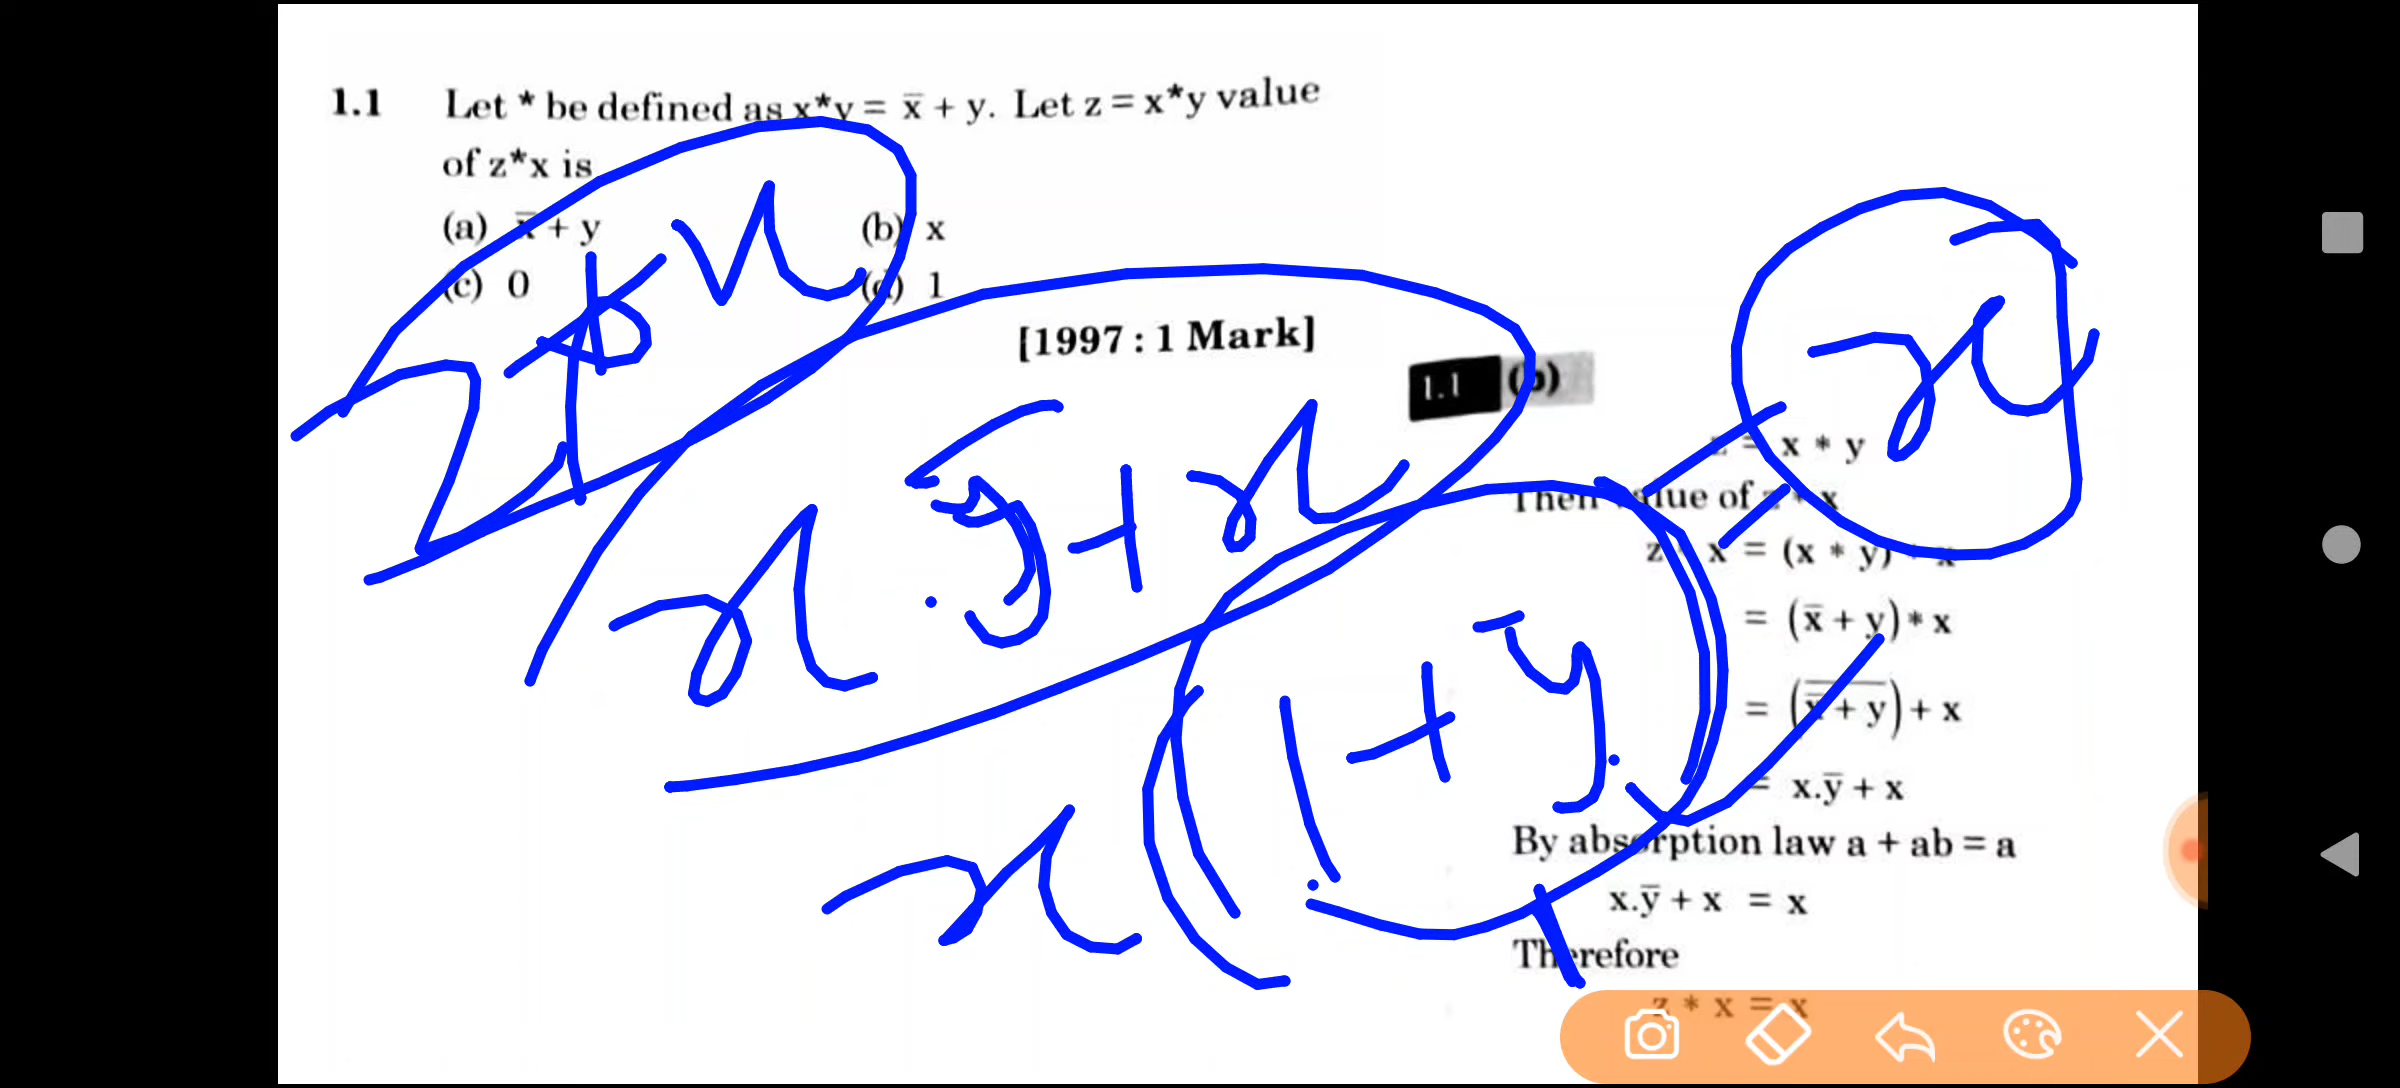 1.1 Let * be defined as x*y = x̅ + y. Let z = x*y value
of z*x is
(a) x̅ + y (b) x
(c) 0 (d) 1
[1997 : 1 Mark]
x . y̅ + x
x (1 + y̅)
x
1.1 (b)
z = x * y
Then value of z * x
z * x = (x * y) * x
= (x̅ + y) * x
= (\overline{x̅ + y}) + x
= x.y̅ + x
By absorption law a + ab = a
x.y̅ + x = x
Therefore
z * x = x